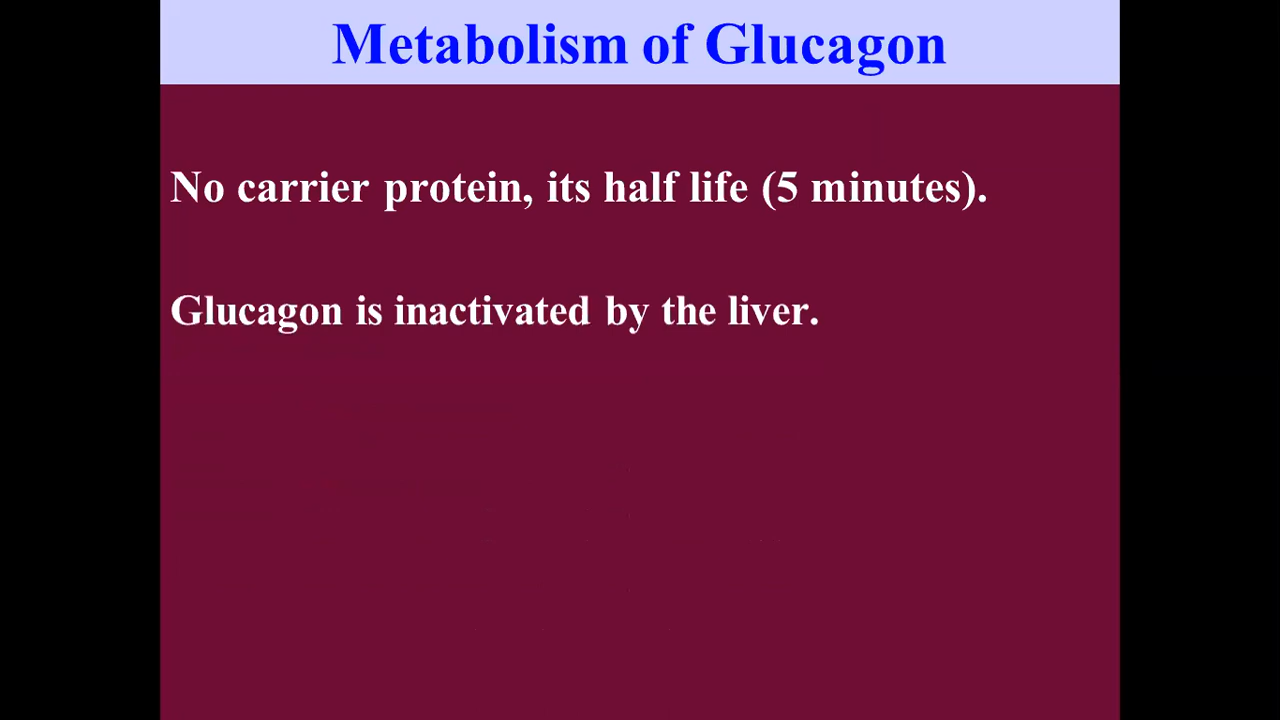 Metabolism of Glucagon
No carrier protein, its half life (5 minutes).
Glucagon is inactivated by the liver.